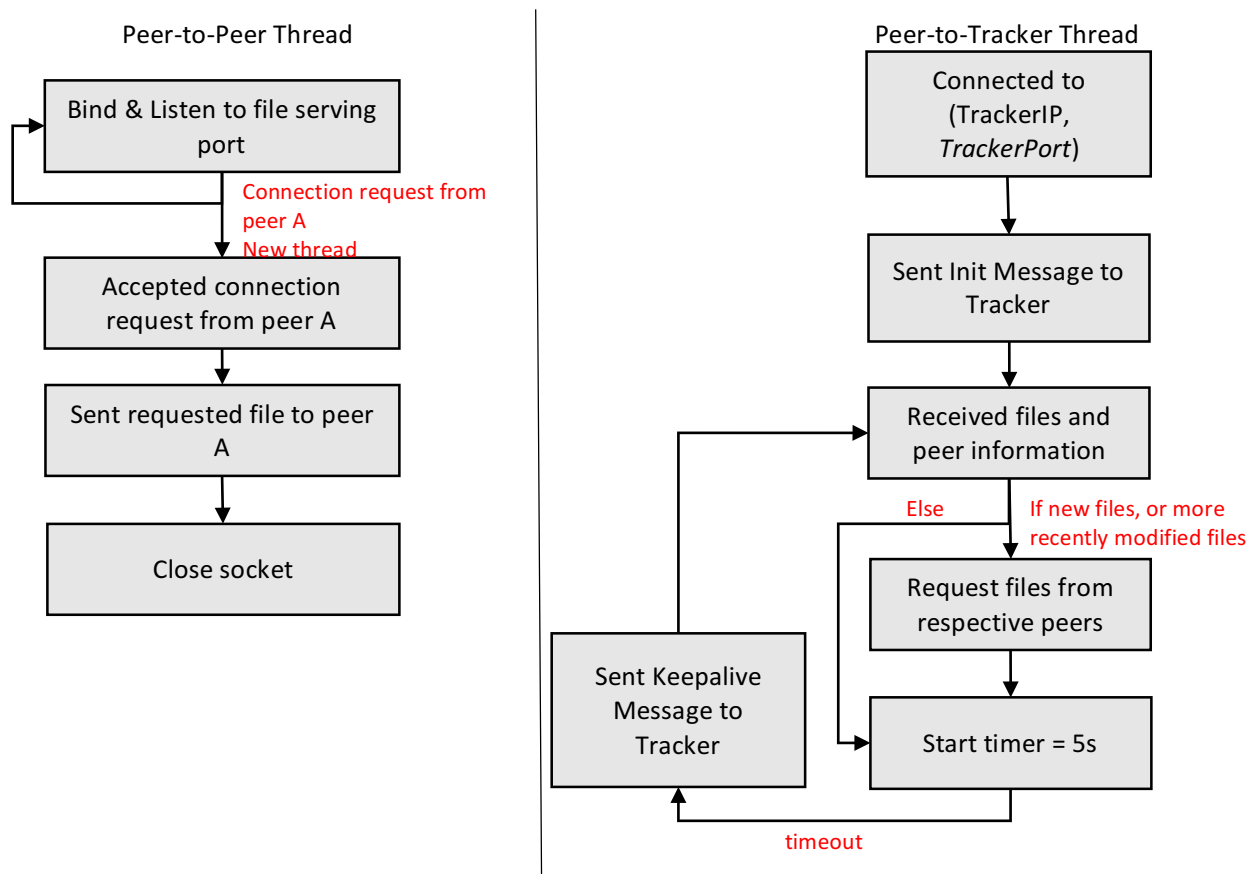 Peer-to-Peer Thread
Bind & Listen to file serving
port
Connection request from
peer A
New thread
Accepted connection
request from peer A
Sent requested file to peer
A
Close socket
Peer-to-Tracker Thread
Connected to
(TrackerIP,
TrackerPort)
Sent Init Message to
Tracker
Received files and
peer information
Else
If new files, or more
recently modified files
Request files from
respective peers
Sent Keepalive
Message to
Tracker
Start timer = 5s
timeout